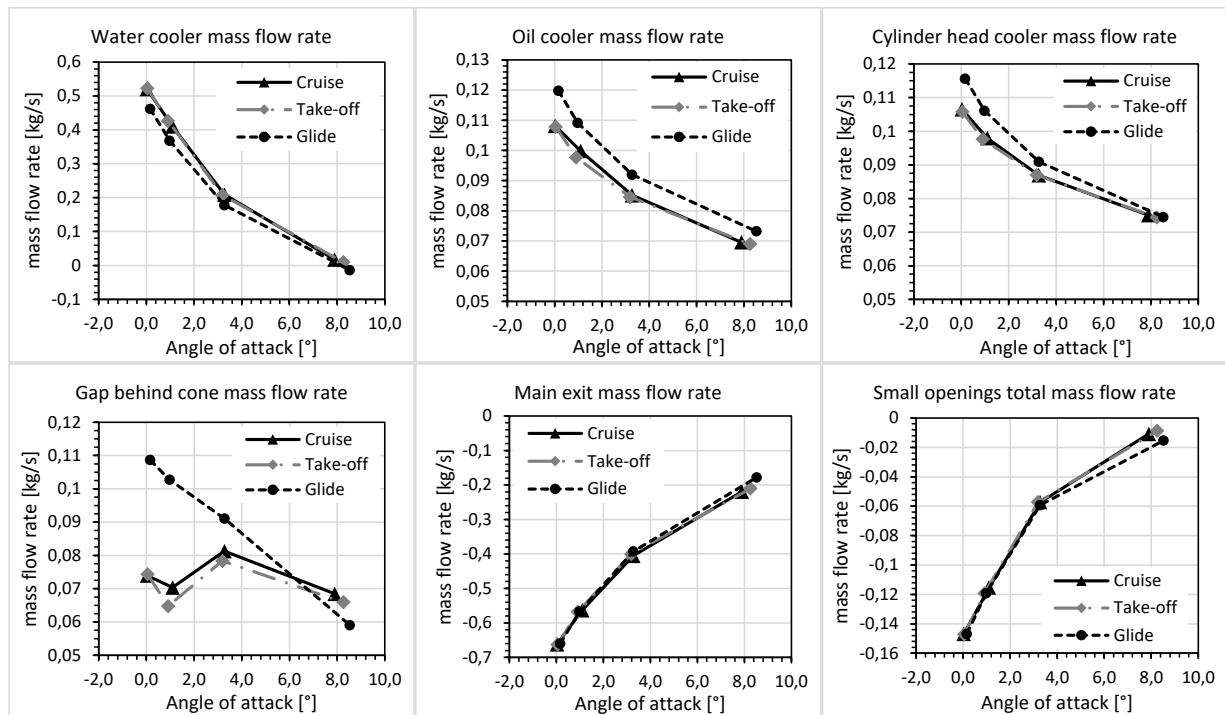 Water cooler mass flow rate
mass flow rate [kg/s]
0,6
0,5
0,4
0,3
0,2
0,1
0
-0,1
-2,0 0,0 2,0 4,0 6,0 8,0 10,0
Angle of attack [°]
Cruise
Take-off
Glide
Oil cooler mass flow rate
mass flow rate [kg/s]
0,13
0,12
0,11
0,1
0,09
0,08
0,07
0,06
0,05
-2,0 0,0 2,0 4,0 6,0 8,0 10,0
Angle of attack [°]
Cruise
Take-off
Glide
Cylinder head cooler mass flow rate
mass flow rate [kg/s]
0,12
0,11
0,1
0,09
0,08
0,07
0,06
0,05
-2,0 0,0 2,0 4,0 6,0 8,0 10,0
Angle of attack [°]
Cruise
Take-off
Glide
Gap behind cone mass flow rate
mass flow rate [kg/s]
0,12
0,11
0,1
0,09
0,08
0,07
0,06
0,05
-2,0 0,0 2,0 4,0 6,0 8,0 10,0
Angle of attack [°]
Cruise
Take-off
Glide
Main exit mass flow rate
mass flow rate [kg/s]
0
-0,1
-0,2
-0,3
-0,4
-0,5
-0,6
-0,7
-2,0 0,0 2,0 4,0 6,0 8,0 10,0
Angle of attack [°]
Cruise
Take-off
Glide
Small openings total mass flow rate
mass flow rate [kg/s]
0
-0,02
-0,04
-0,06
-0,08
-0,1
-0,12
-0,14
-0,16
-2,0 0,0 2,0 4,0 6,0 8,0 10,0
Angle of attack [°]
Cruise
Take-off
Glide